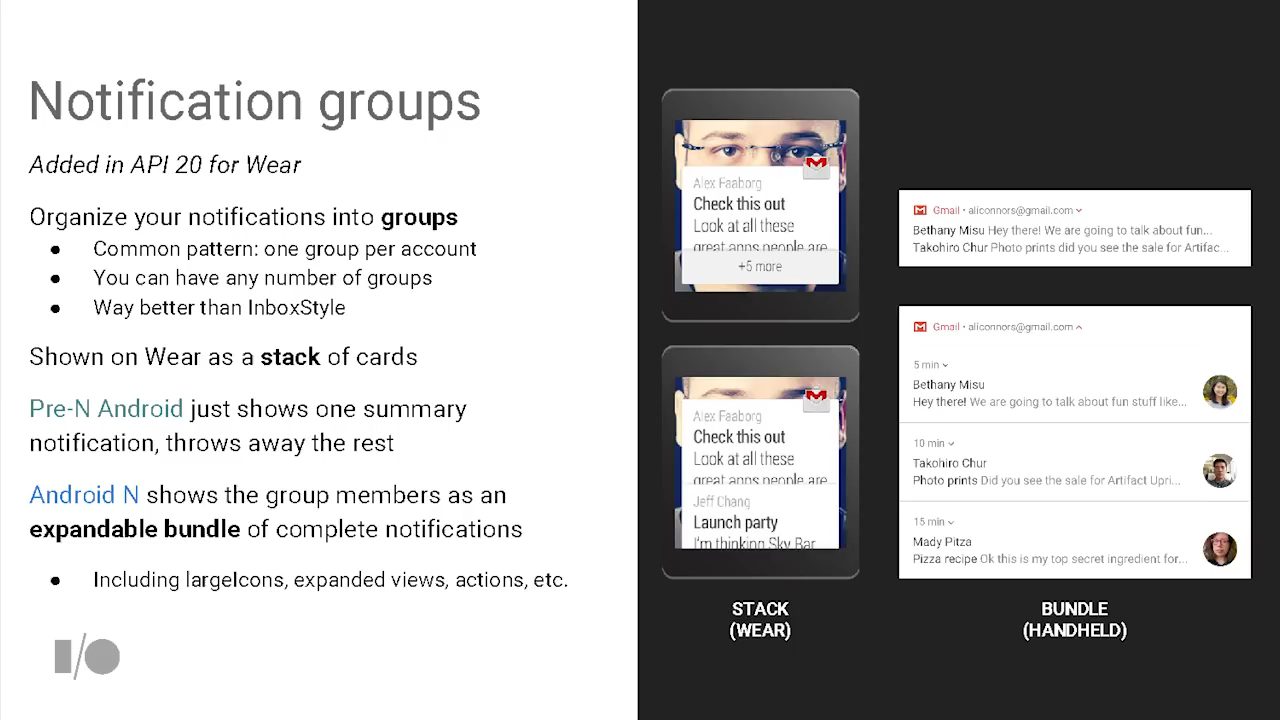 Notification groups
Added in API 20 for Wear
Organize your notifications into groups
● Common pattern: one group per account
● You can have any number of groups
● Way better than InboxStyle
Shown on Wear as a stack of cards
Pre-N Android just shows one summary
notification, throws away the rest
Android N shows the group members as an
expandable bundle of complete notifications
● Including largeIcons, expanded views, actions, etc.
I/O
Alex Faaborg
Check this out
Look at all these
great apps people are
+5 more
Alex Faaborg
Check this out
Look at all these
great apps people are
Jeff Chang
Launch party
I'm thinking Sky Bar
STACK
(WEAR)
Gmail • aliconnors@gmail.com
Bethany Misu Hey there! We are going to talk about fun...
Takohiro Chur Photo prints did you see the sale for Artifac...
Gmail • aliconnors@gmail.com
5 min
Bethany Misu
Hey there! We are going to talk about fun stuff like...
10 min
Takohiro Chur
Photo prints Did you see the sale for Artifact Upri...
15 min
Mady Pitza
Pizza recipe Ok this is my top secret ingredient for...
BUNDLE
(HANDHELD)